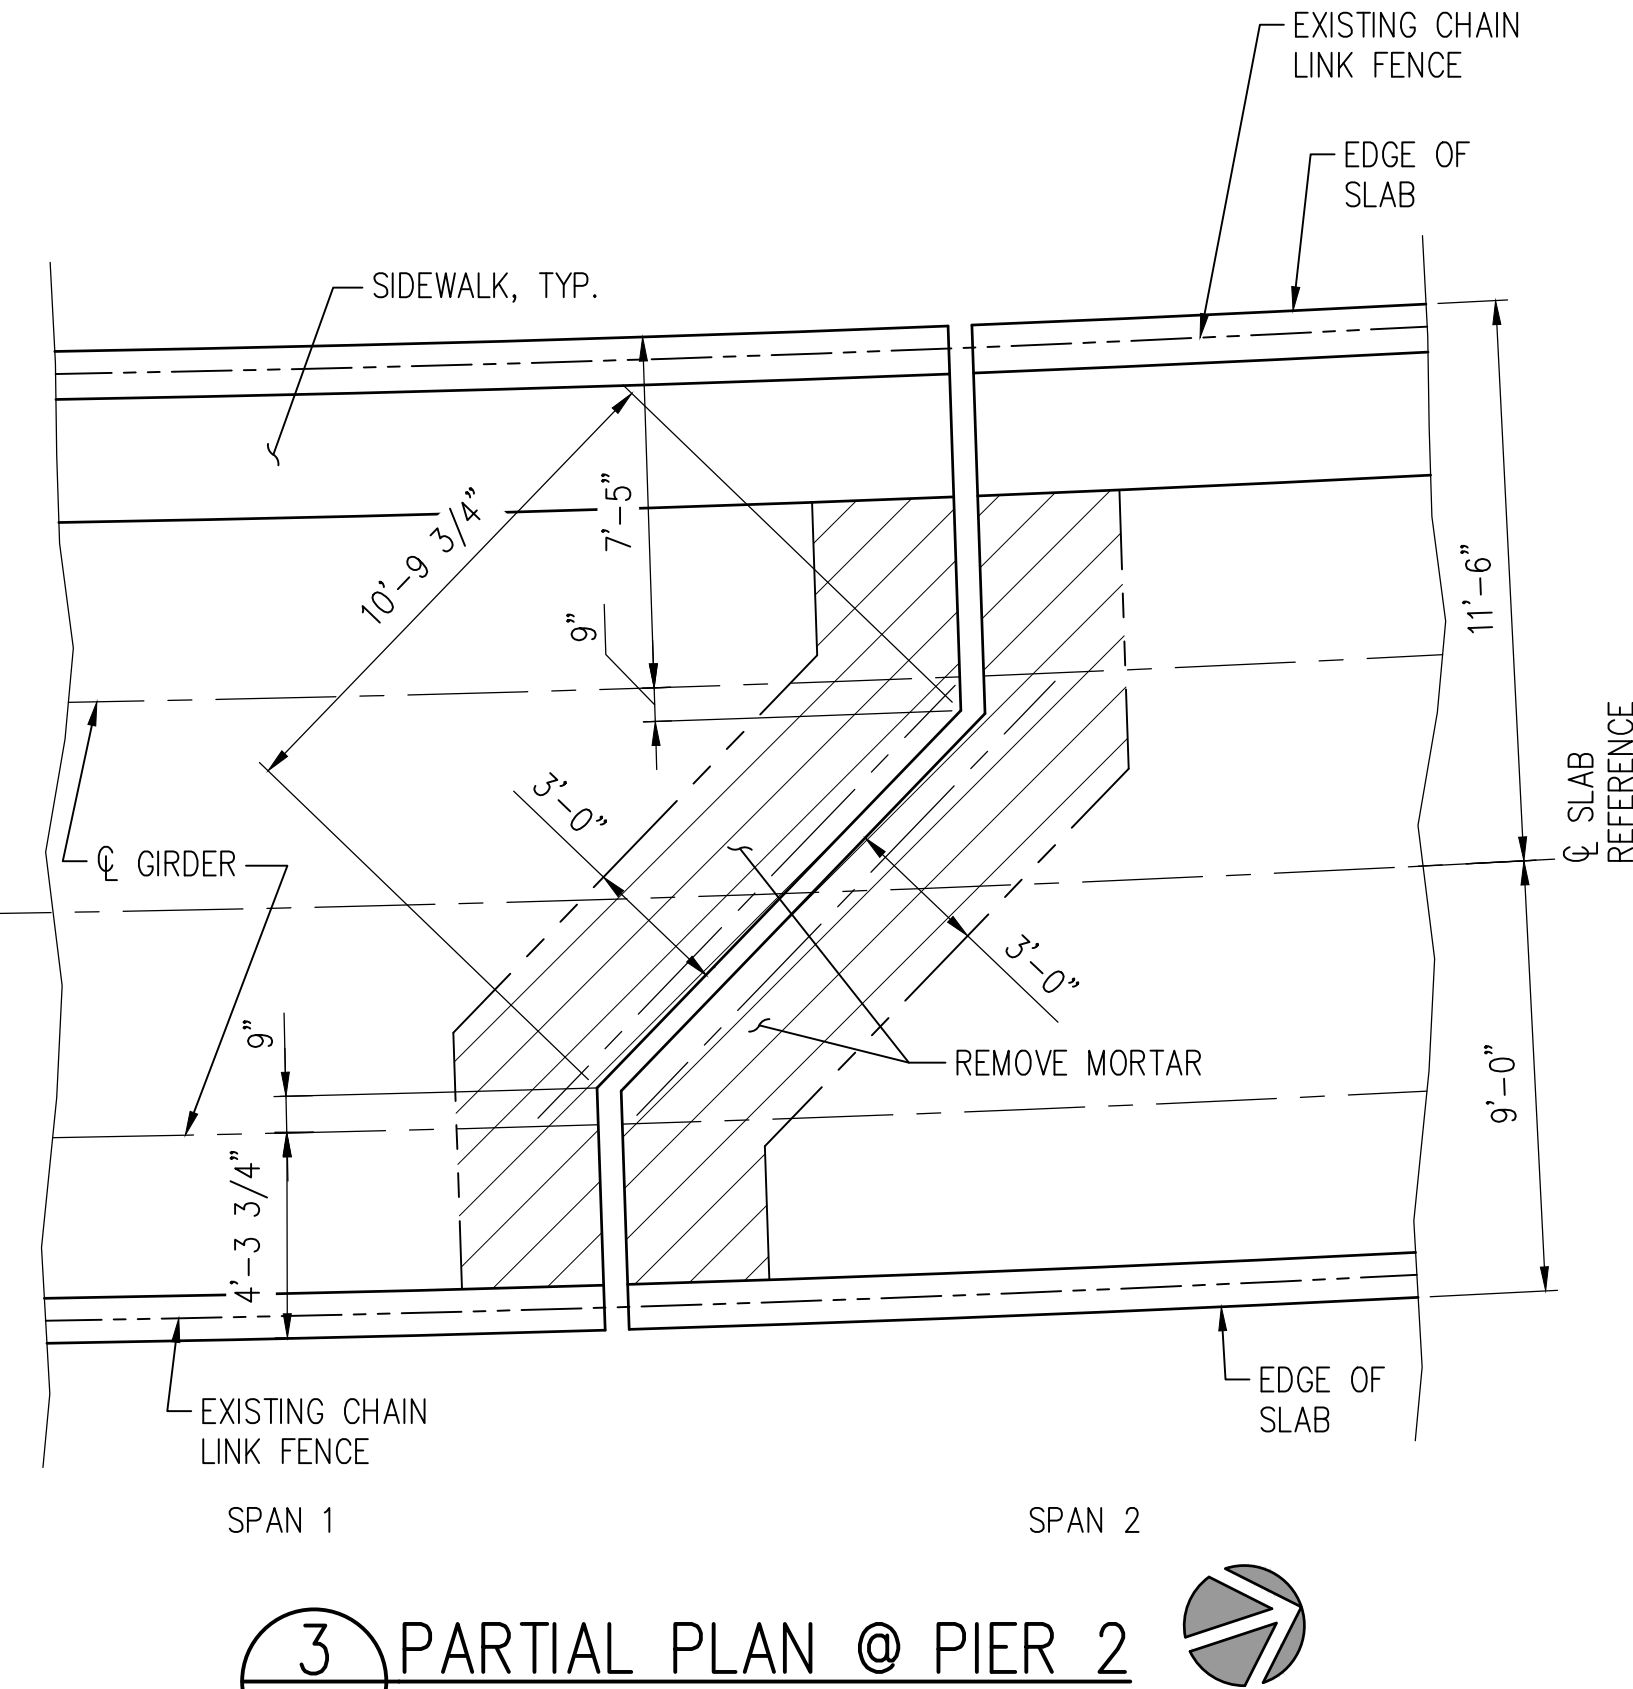 EXISTING CHAIN
LINK FENCE
EDGE OF
SLAB
SIDEWALK, TYP.
10'-9 3/4"
7'-5"
9"
11'-6"
3'-0"
℄ SLAB
REFERENCE
℄ GIRDER
3'-0"
9"
REMOVE MORTAR
9'-0"
4'-3 3/4"
EDGE OF
SLAB
EXISTING CHAIN
LINK FENCE
SPAN 1
SPAN 2
3
PARTIAL PLAN @ PIER 2